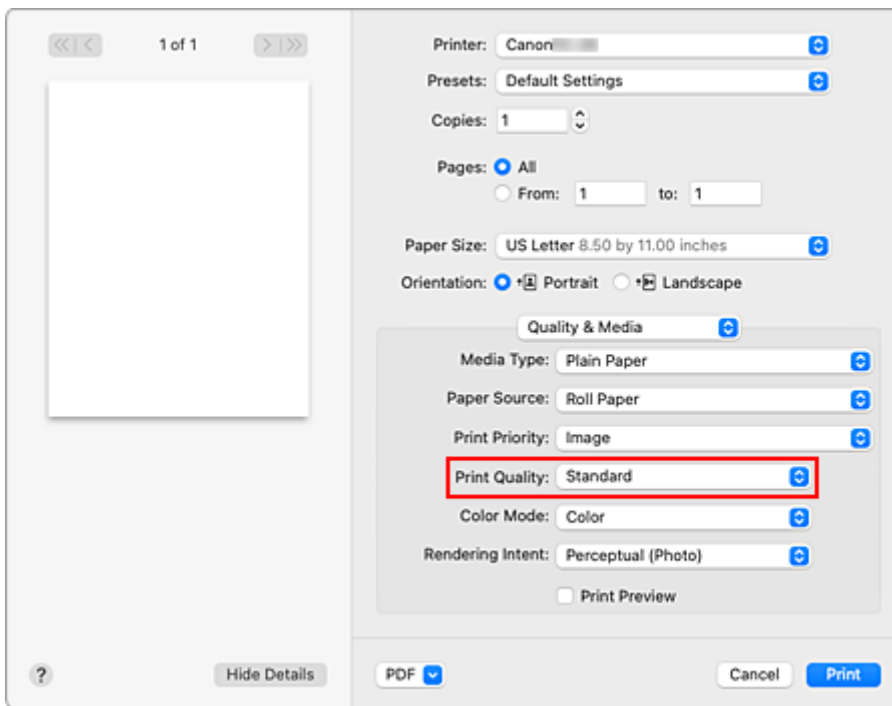 1 of 1
Printer: Canon
Presets: Default Settings
Copies: 1
Pages: All
From: 1 to: 1
Paper Size: US Letter 8.50 by 11.00 inches
Orientation: Portrait Landscape
Quality & Media
Media Type: Plain Paper
Paper Source: Roll Paper
Print Priority: Image
Print Quality: Standard
Color Mode: Color
Rendering Intent: Perceptual (Photo)
Print Preview
? Hide Details PDF Cancel Print